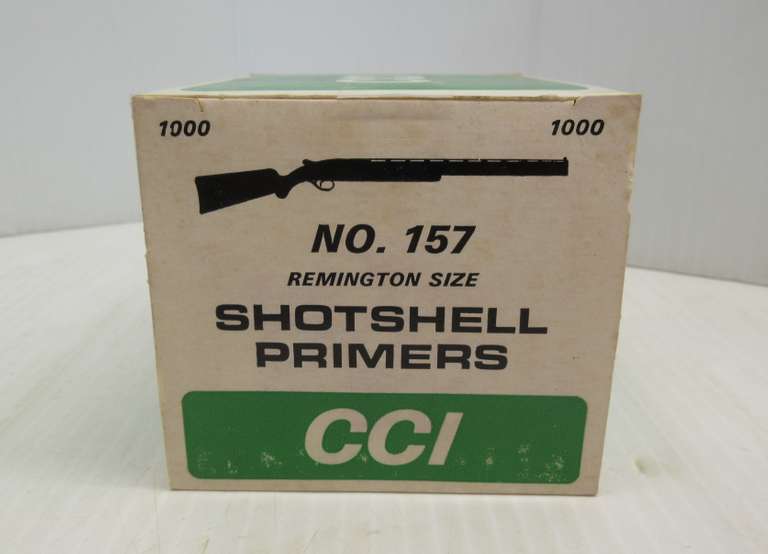 1000 1000
NO. 157
REMINGTON SIZE
SHOTSHELL
PRIMERS
CCI